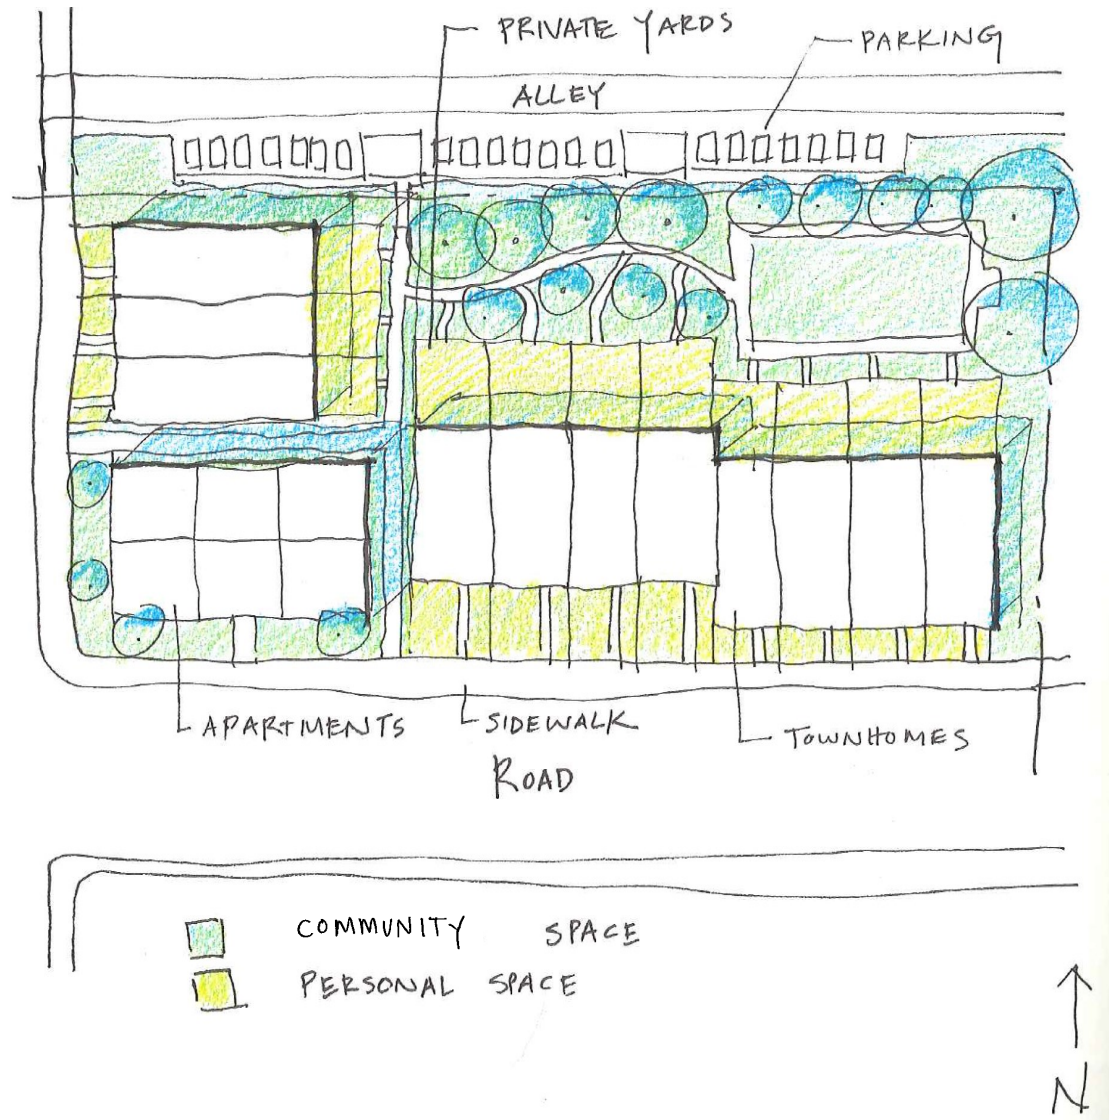 PRIVATE YARDS
PARKING
ALLEY
APARTMENTS
SIDEWALK
TOWNHOMES
ROAD
COMMUNITY SPACE
PERSONAL SPACE
N